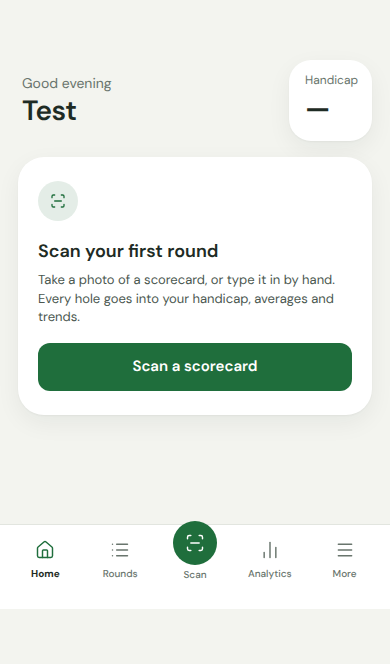 Good evening
Test
Handicap
—
Scan your first round
Take a photo of a scorecard, or type it in by hand.
Every hole goes into your handicap, averages and
trends.
Scan a scorecard
Home
Rounds
Scan
Analytics
More